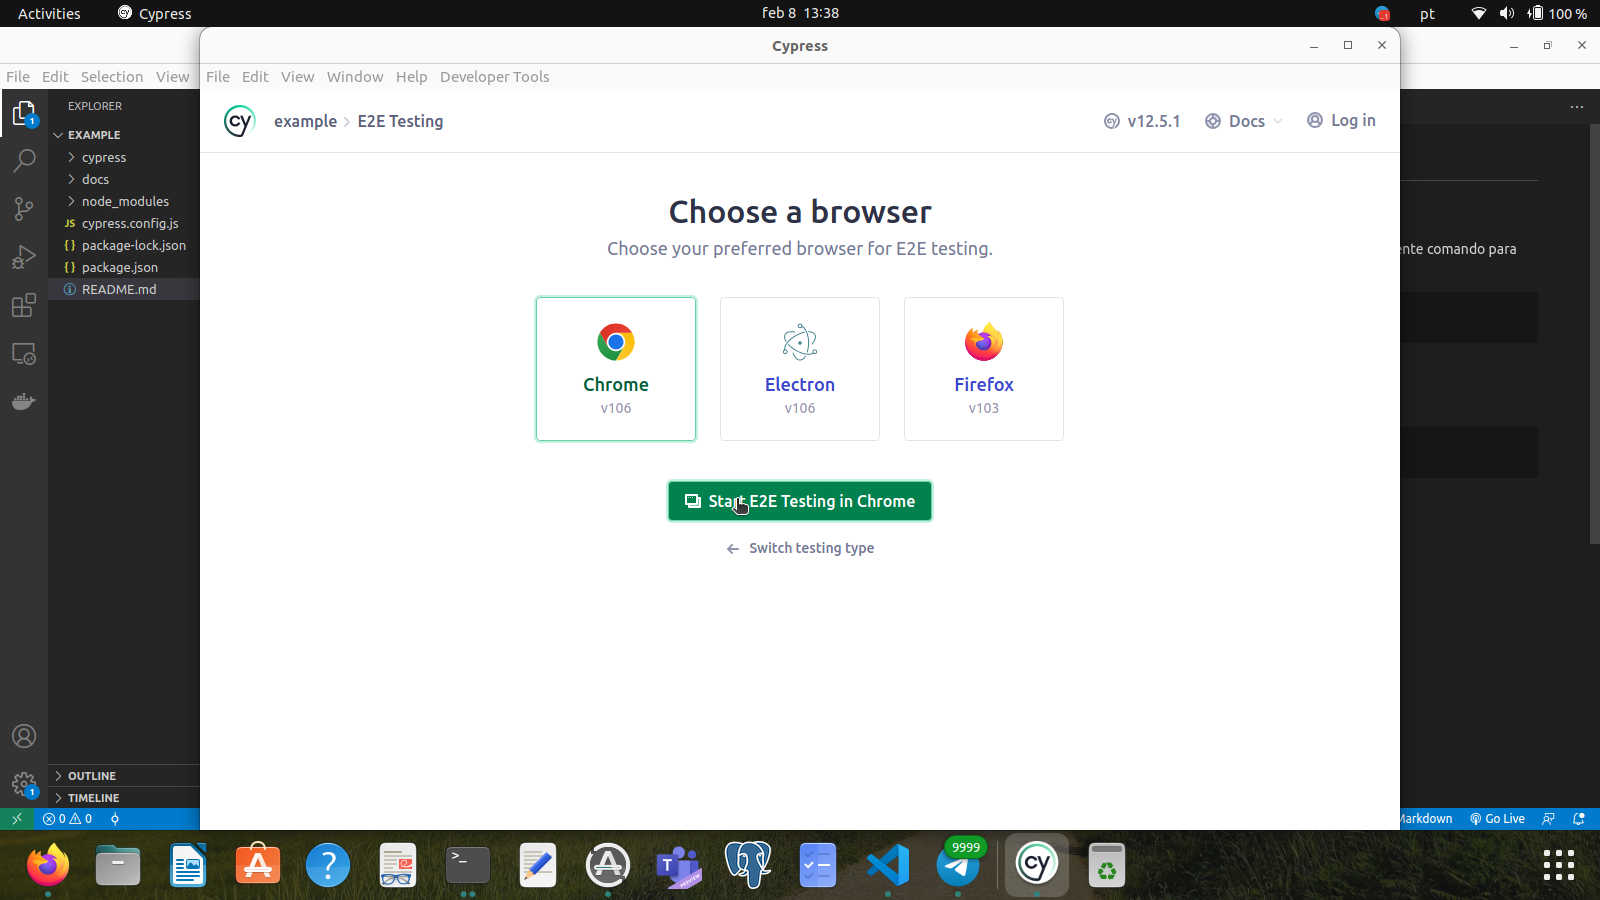 Activities Cypress feb 8 13:38 pt 100 %
Cypress
File Edit Selection View File Edit View Window Help Developer Tools
EXPLORER
EXAMPLE
cypress
docs
node_modules
JS cypress.config.js
{ } package-lock.json
{ } package.json
README.md
OUTLINE
TIMELINE
0 0
cy example > E2E Testing v12.5.1 Docs Log in
Choose a browser
Choose your preferred browser for E2E testing.
Chrome
v106
Electron
v106
Firefox
v103
Start E2E Testing in Chrome
← Switch testing type
comando para
Go Live
1
1
9999
cy